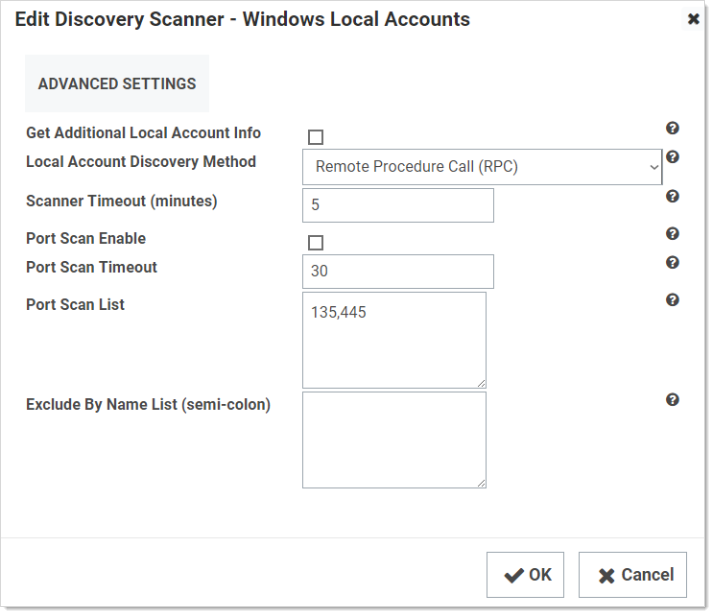 Edit Discovery Scanner - Windows Local Accounts
ADVANCED SETTINGS
Get Additional Local Account Info
Local Account Discovery Method
Remote Procedure Call (RPC)
Scanner Timeout (minutes)
5
Port Scan Enable
Port Scan Timeout
30
Port Scan List
135,445
Exclude By Name List (semi-colon)
OK
Cancel